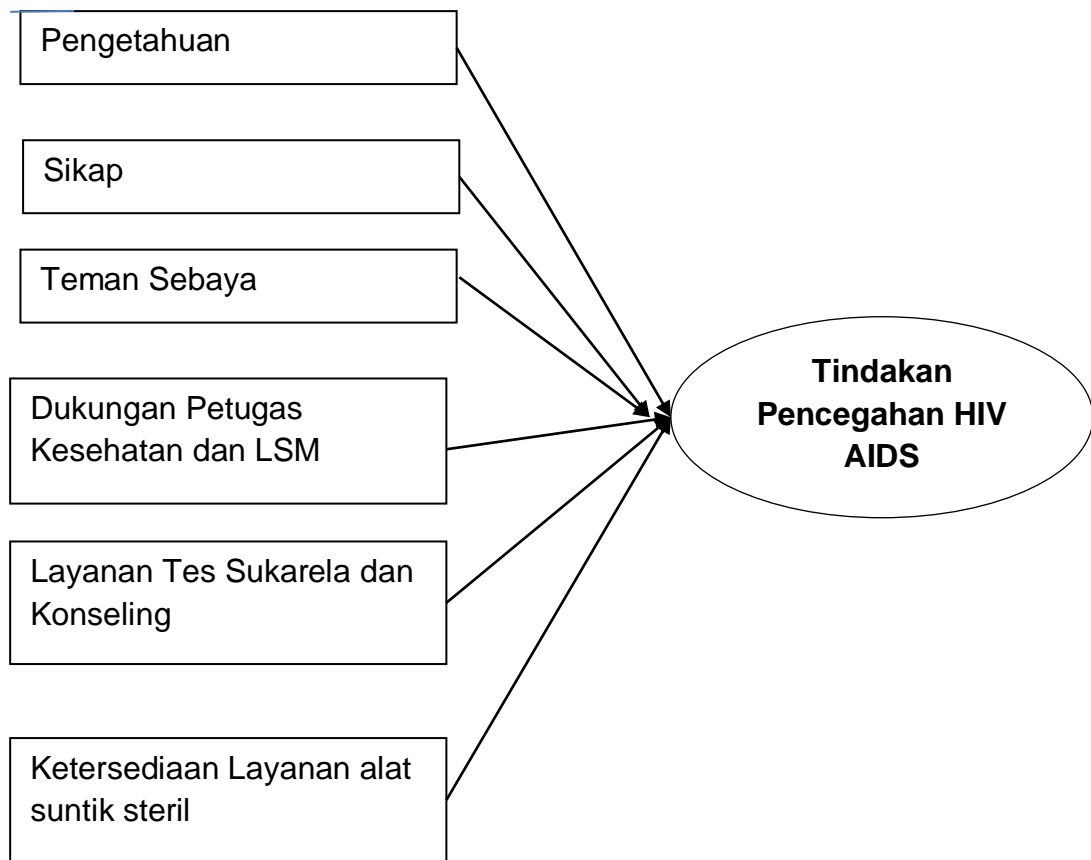 Pengetahuan
Sikap
Teman Sebaya
Dukungan Petugas
Kesehatan dan LSM
Layanan Tes Sukarela dan
Konseling
Ketersediaan Layanan alat
suntik steril
Tindakan
Pencegahan HIV
AIDS